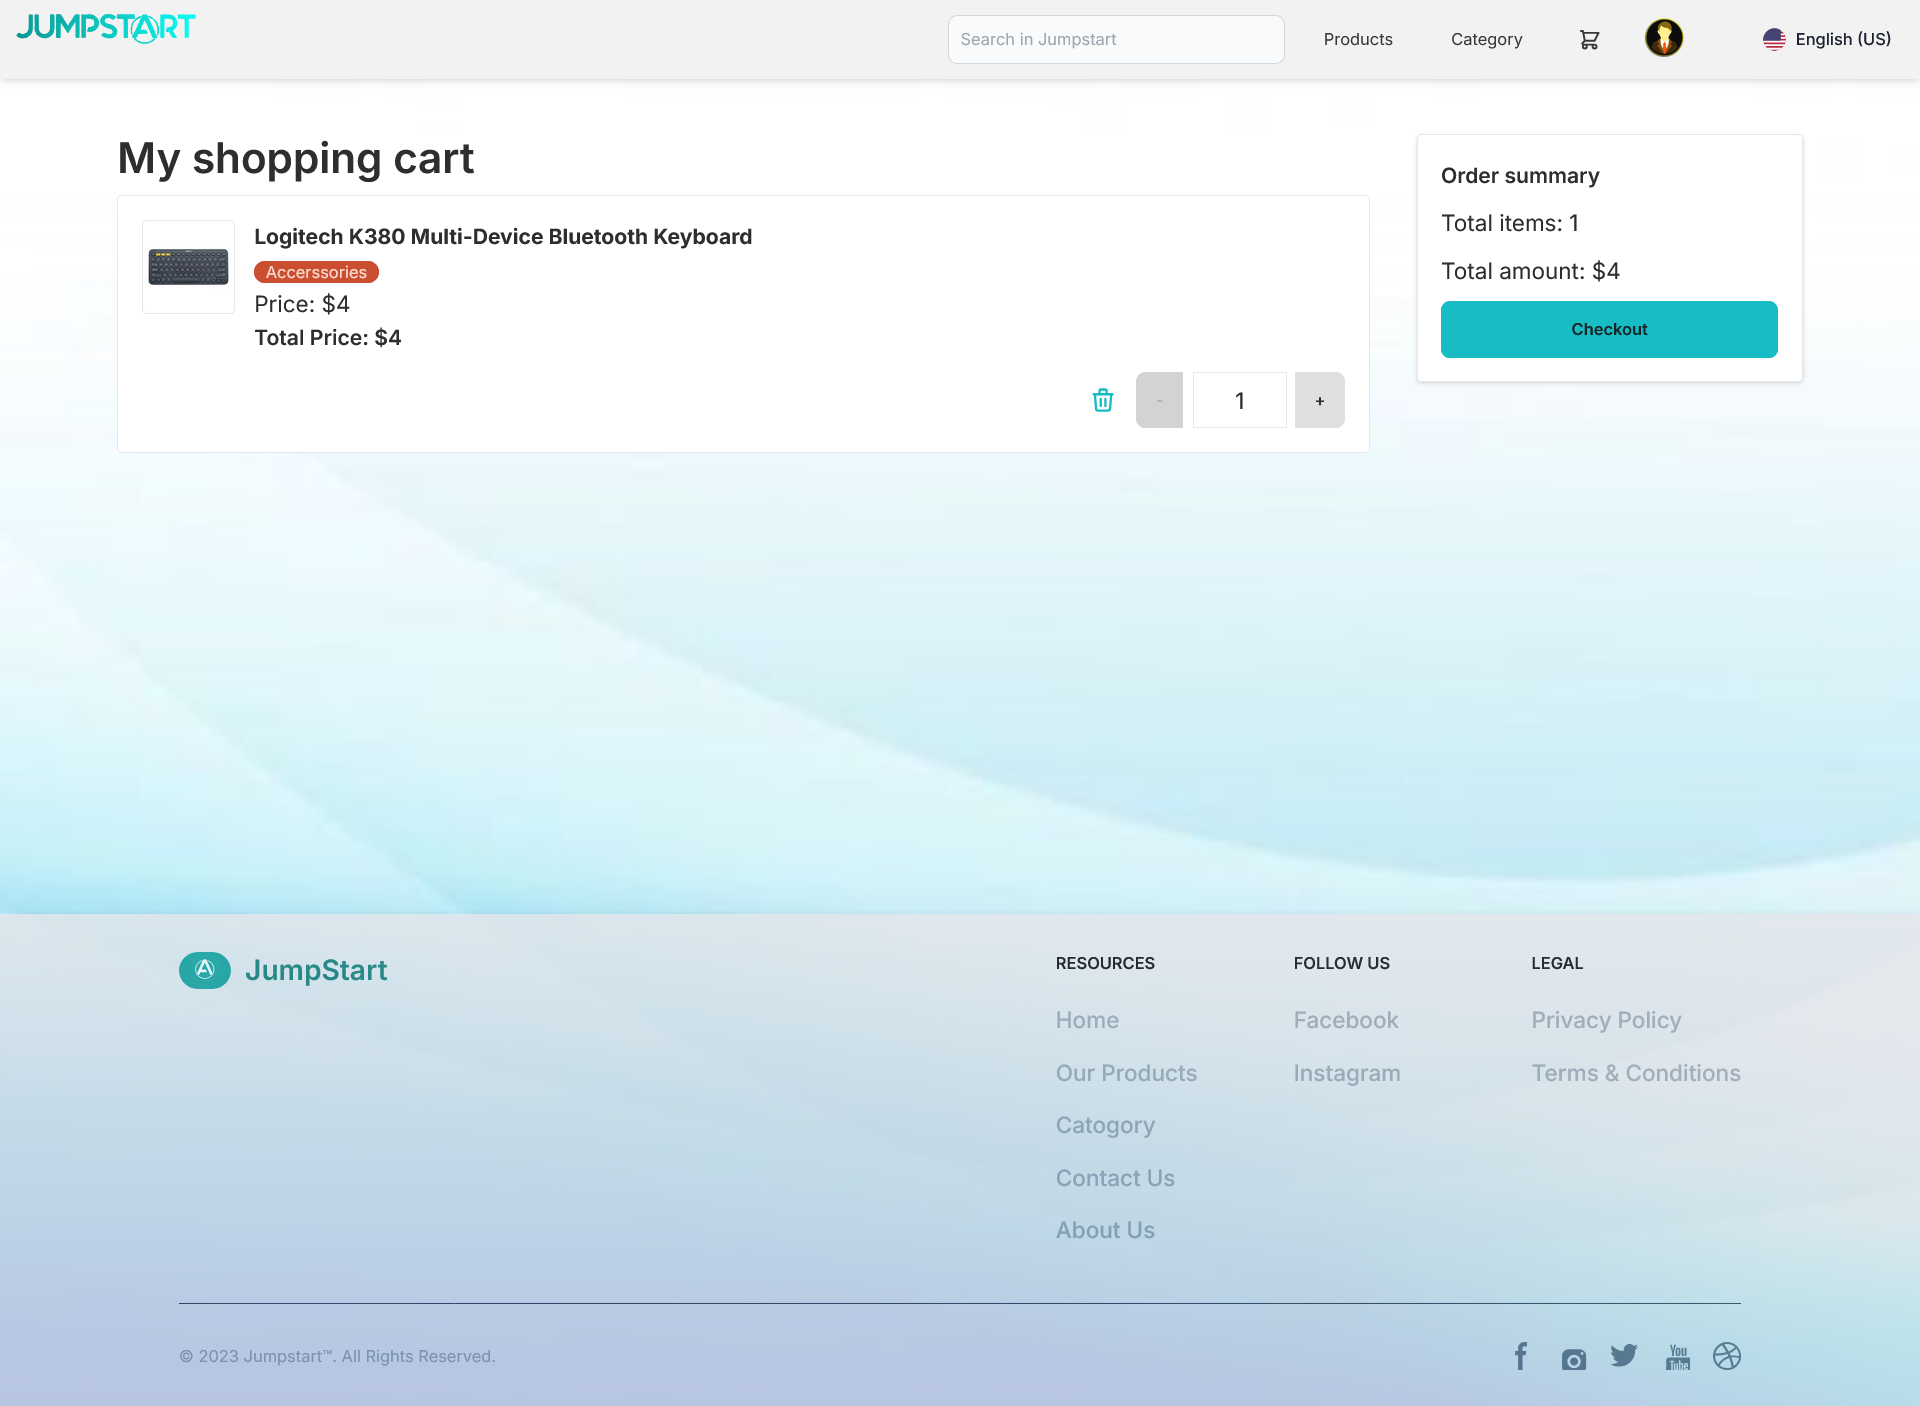 JUMPSTART
Search in Jumpstart
Products
Category
English (US)
My shopping cart
Logitech K380 Multi-Device Bluetooth Keyboard
Accerssories
Price: $4
Total Price: $4
-
1
+
Order summary
Total items: 1
Total amount: $4
Checkout
JumpStart
RESOURCES
Home
Our Products
Catogory
Contact Us
About Us
FOLLOW US
Facebook
Instagram
LEGAL
Privacy Policy
Terms & Conditions
© 2023 Jumpstart™. All Rights Reserved.
You
Tube